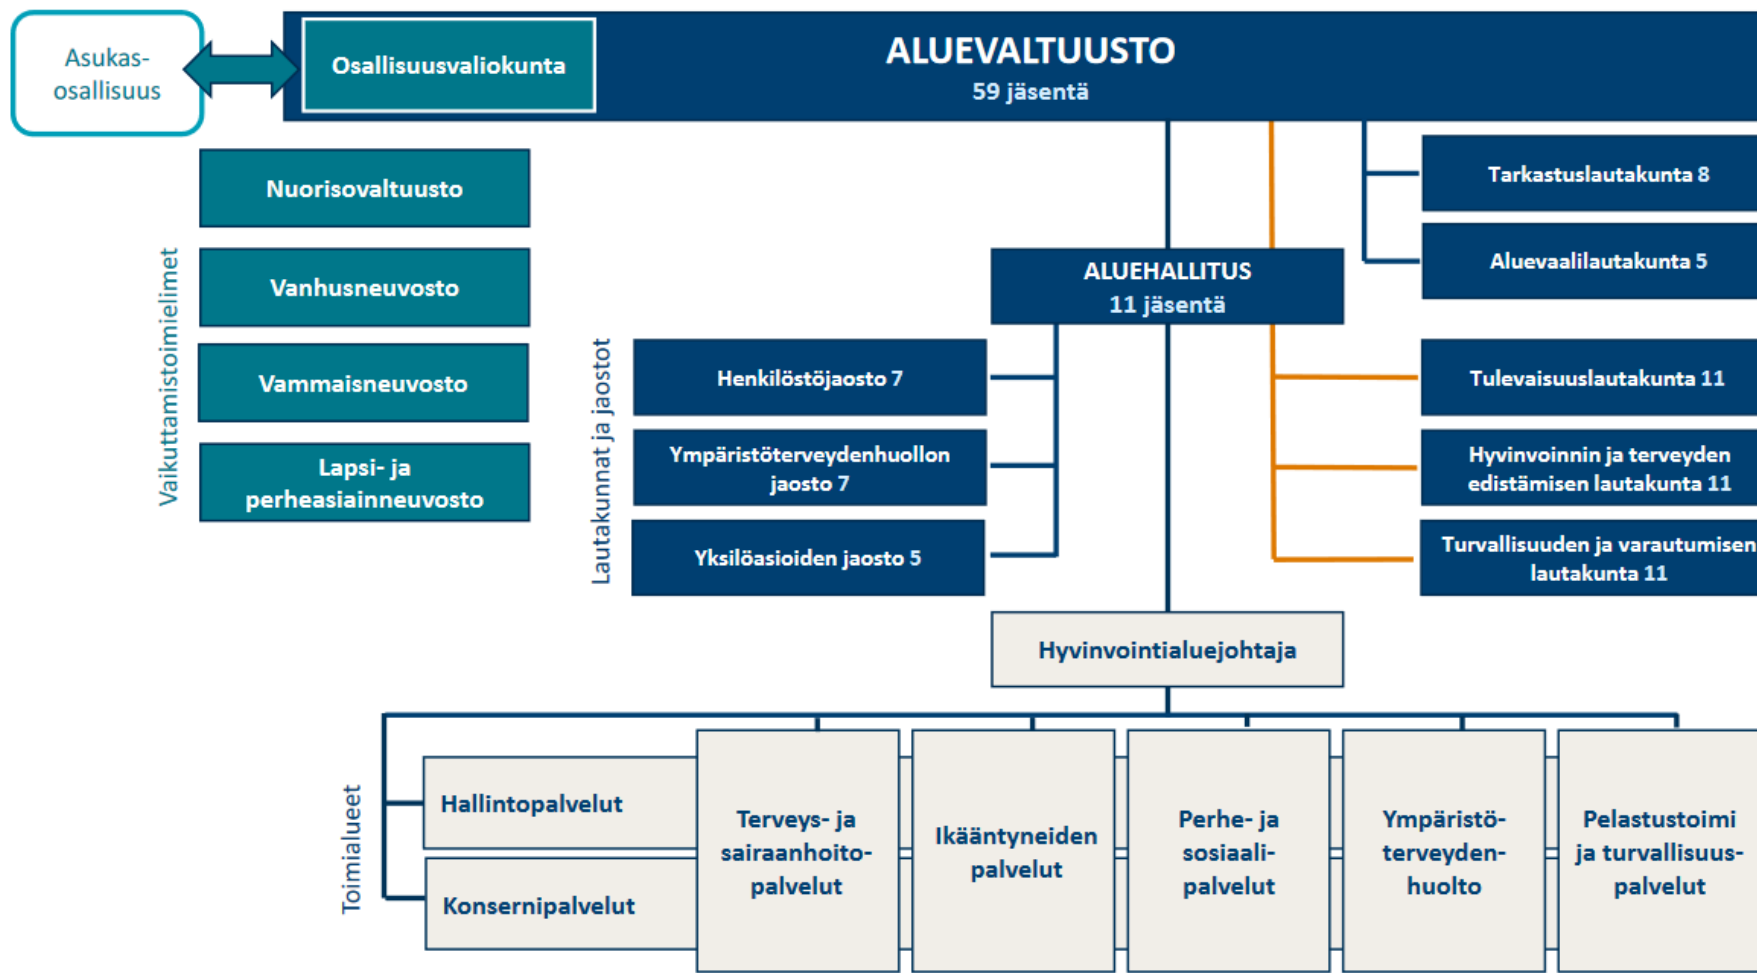 Asukas-
osallisuus
Osallisuusvaliokunta
ALUEVALTUUSTO
59 jäsentä
Vaikuttamistoimielimet
Nuorisovaltuusto
Vanhusneuvosto
Vammaisneuvosto
Lapsi- ja
perheasiainneuvosto
Tarkastuslautakunta 8
Aluevaalilautakunta 5
ALUEHALLITUS
11 jäsentä
Lautakunnat ja jaostot
Henkilöstöjaosto 7
Ympäristöterveydenhuollon
jaosto 7
Yksilöasioiden jaosto 5
Tulevaisuuslautakunta 11
Hyvinvoinnin ja terveyden
edistämisen lautakunta 11
Turvallisuuden ja varautumisen
lautakunta 11
Hyvinvointialuejohtaja
Toimialueet
Hallintopalvelut
Konsernipalvelut
Terveys- ja
sairaanhoito-
palvelut
Ikääntyneiden
palvelut
Perhe- ja
sosiaali-
palvelut
Ympäristö-
terveyden-
huolto
Pelastustoimi
ja turvallisuus-
palvelut